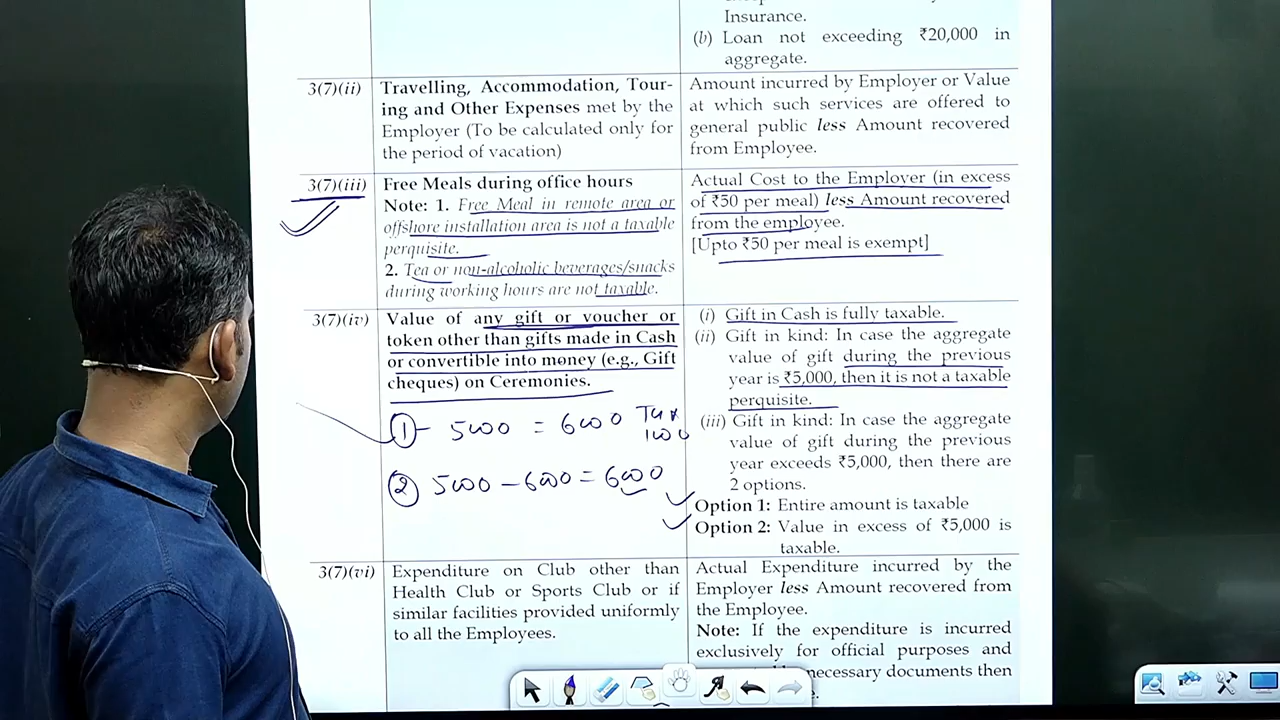 Insurance.
(b) Loan not exceeding ₹20,000 in
aggregate.
3(7)(ii)
Travelling, Accommodation, Tour-
ing and Other Expenses met by the
Employer (To be calculated only for
the period of vacation)
Amount incurred by Employer or Value
at which such services are offered to
general public less Amount recovered
from Employee.
3(7)(iii)
Free Meals during office hours
Note: 1. Free Meal in remote area or
offshore installation area is not a taxable
perquisite.
2. Tea or non-alcoholic beverages/snacks
during working hours are not taxable.
Actual Cost to the Employer (in excess
of ₹50 per meal) less Amount recovered
from the employee.
[Upto ₹50 per meal is exempt]
3(7)(iv)
Value of any gift or voucher or
token other than gifts made in Cash
or convertible into money (e.g., Gift
cheques) on Ceremonies.
① 5000 = 6000 Tax
1000
② 5000 – 6000 = 6000
(i) Gift in Cash is fully taxable.
(ii) Gift in kind: In case the aggregate
value of gift during the previous
year is ₹5,000, then it is not a taxable
perquisite.
(iii) Gift in kind: In case the aggregate
value of gift during the previous
year exceeds ₹5,000, then there are
2 options.
Option 1: Entire amount is taxable
Option 2: Value in excess of ₹5,000 is
taxable.
3(7)(vi)
Expenditure on Club other than
Health Club or Sports Club or if
similar facilities provided uniformly
to all the Employees.
Actual Expenditure incurred by the
Employer less Amount recovered from
the Employee.
Note: If the expenditure is incurred
exclusively for official purposes and
necessary documents then